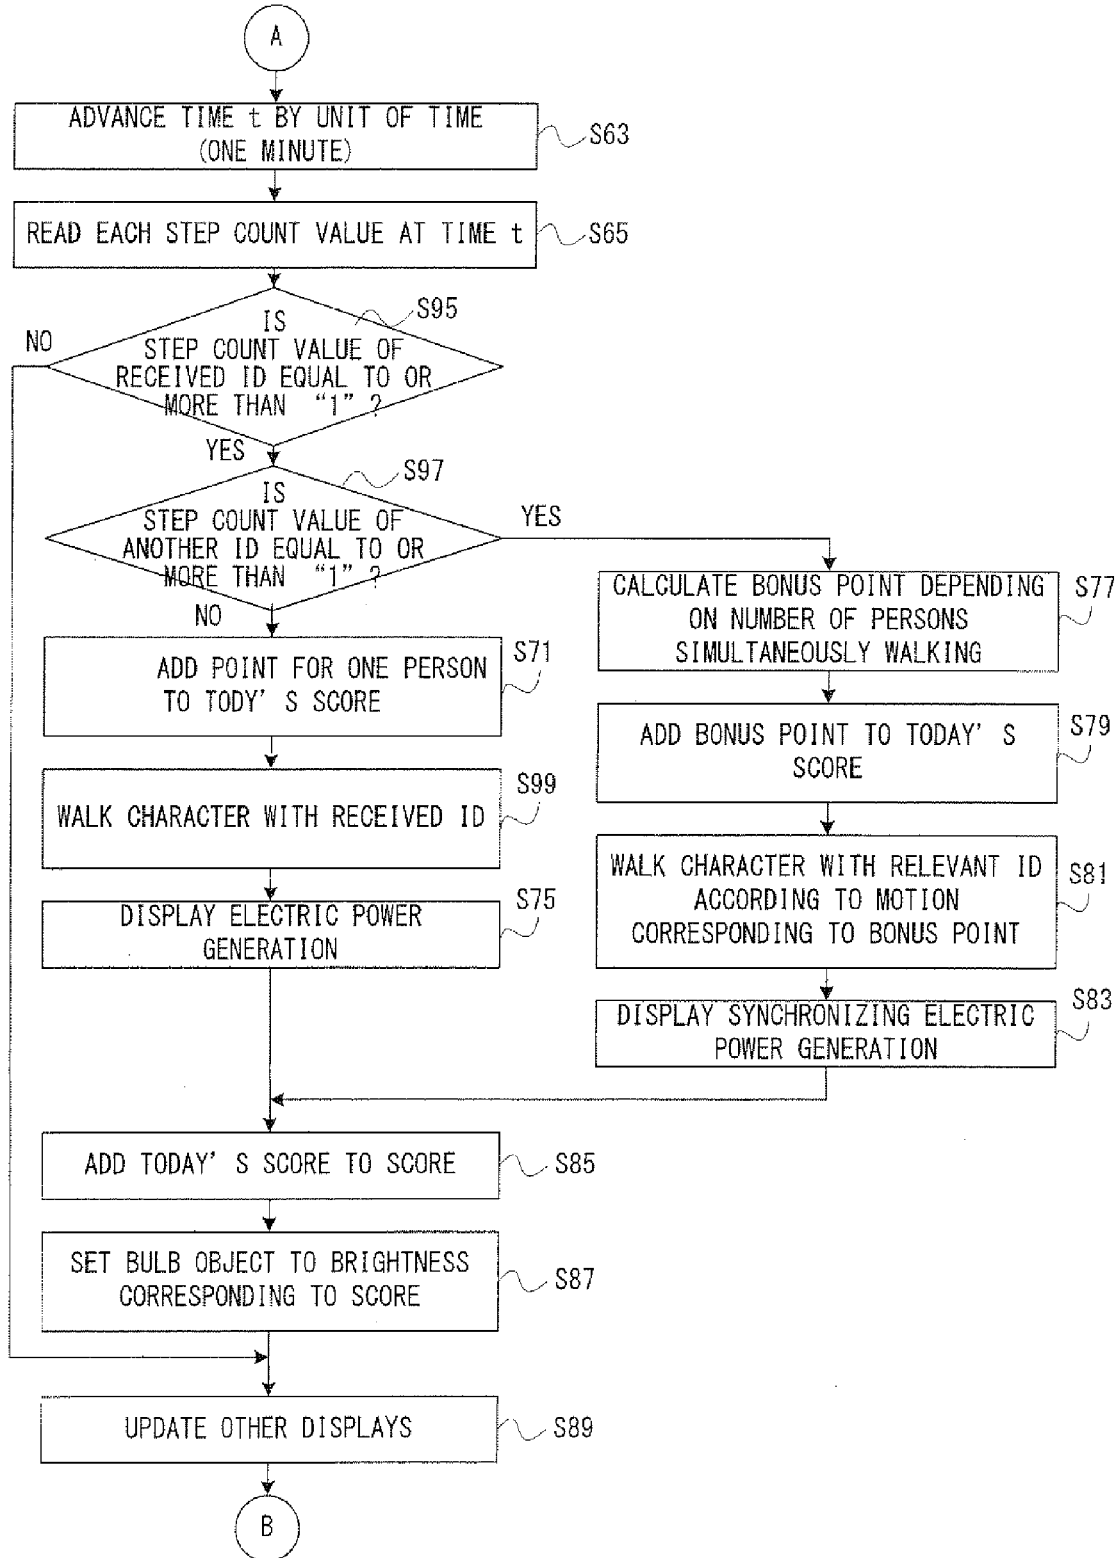 A
ADVANCE TIME t BY UNIT OF TIME
(ONE MINUTE)
S63
READ EACH STEP COUNT VALUE AT TIME t
S65
S95
IS
STEP COUNT VALUE OF
RECEIVED ID EQUAL TO OR
MORE THAN “1” ?
NO
YES
S97
IS
STEP COUNT VALUE OF
ANOTHER ID EQUAL TO OR
MORE THAN “1” ?
YES
NO
S71
ADD POINT FOR ONE PERSON
TO TODY’ S SCORE
S99
WALK CHARACTER WITH RECEIVED ID
S75
DISPLAY ELECTRIC POWER
GENERATION
S77
CALCULATE BONUS POINT DEPENDING
ON NUMBER OF PERSONS
SIMULTANEOUSLY WALKING
S79
ADD BONUS POINT TO TODAY’ S
SCORE
S81
WALK CHARACTER WITH RELEVANT ID
ACCORDING TO MOTION
CORRESPONDING TO BONUS POINT
S83
DISPLAY SYNCHRONIZING ELECTRIC
POWER GENERATION
ADD TODAY’ S SCORE TO SCORE
S85
SET BULB OBJECT TO BRIGHTNESS
CORRESPONDING TO SCORE
S87
UPDATE OTHER DISPLAYS
S89
B